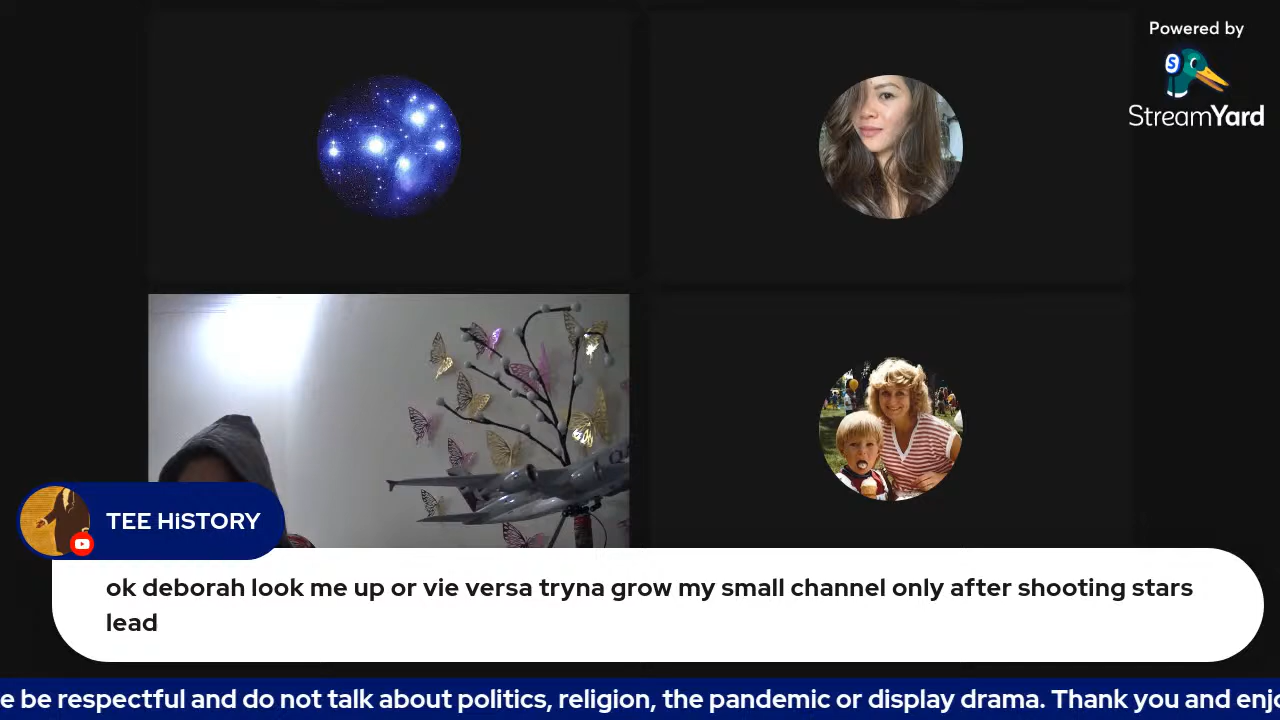 Powered by
StreamYard
TEE HiSTORY
ok deborah look me up or vie versa tryna grow my small channel only after shooting stars
lead
e be respectful and do not talk about politics, religion, the pandemic or display drama. Thank you and enjo